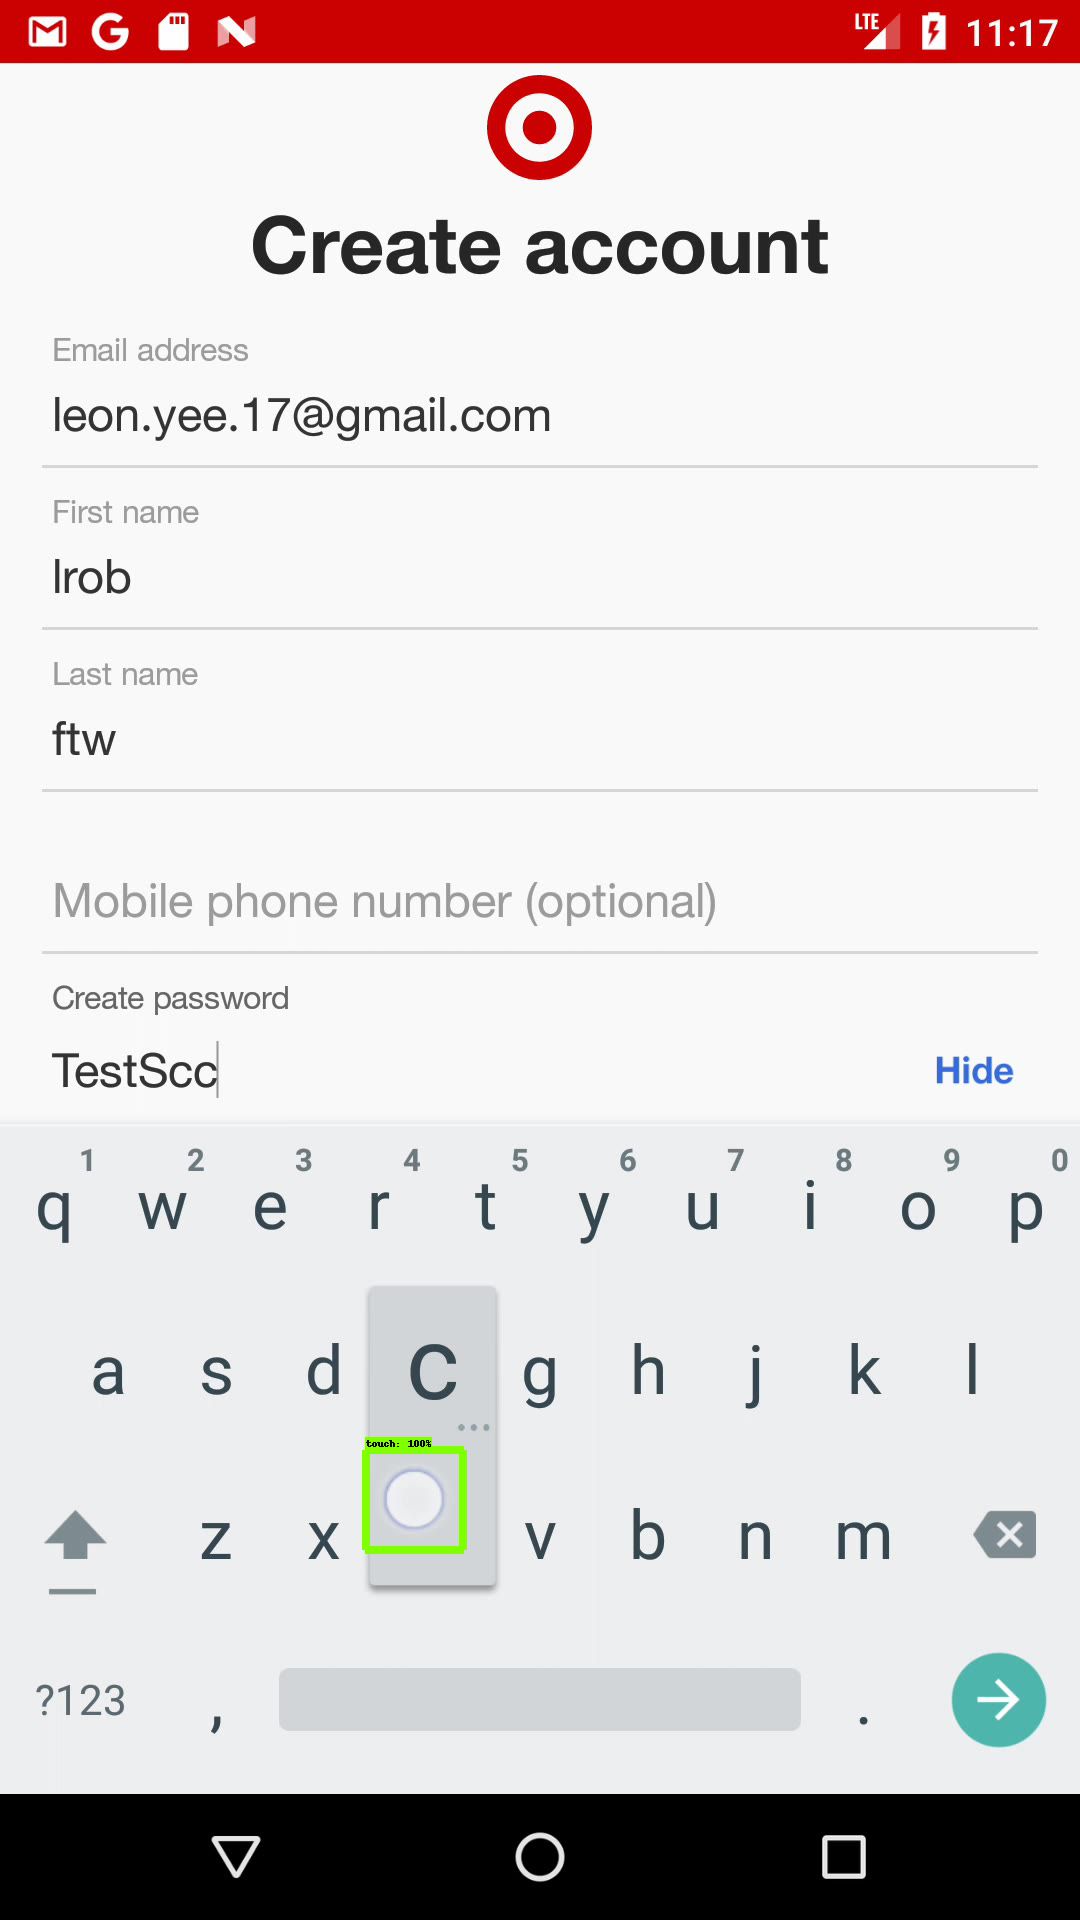 LTE 11:17
Create account
Email address
leon.yee.17@gmail.com
First name
lrob
Last name
ftw
Mobile phone number (optional)
Create password
TestScc
Hide
1 2 3 4 5 6 7 8 9 0
q w e r t y u i o p
a s d c g h j k l
touch: 100%
z x v b n m
?123 , .